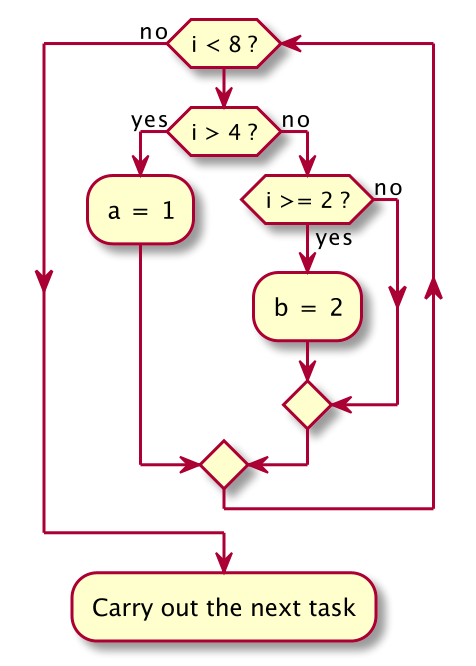 no
i < 8 ?
yes
i > 4 ?
no
a = 1
i >= 2 ?
no
yes
b = 2
Carry out the next task